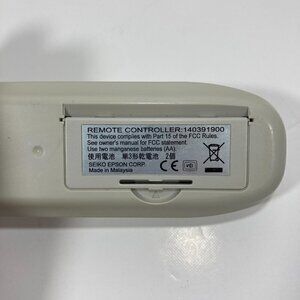 REMOTE CONTROLLER:140391900
This device complies with Part 15 of the FCC Rules.
See owner's manual for FCC statement.
Use two manganese batteries (AA).
使用電池 単3形乾電池 2個
SEIKO EPSON CORP.
Made in Malaysia
CE